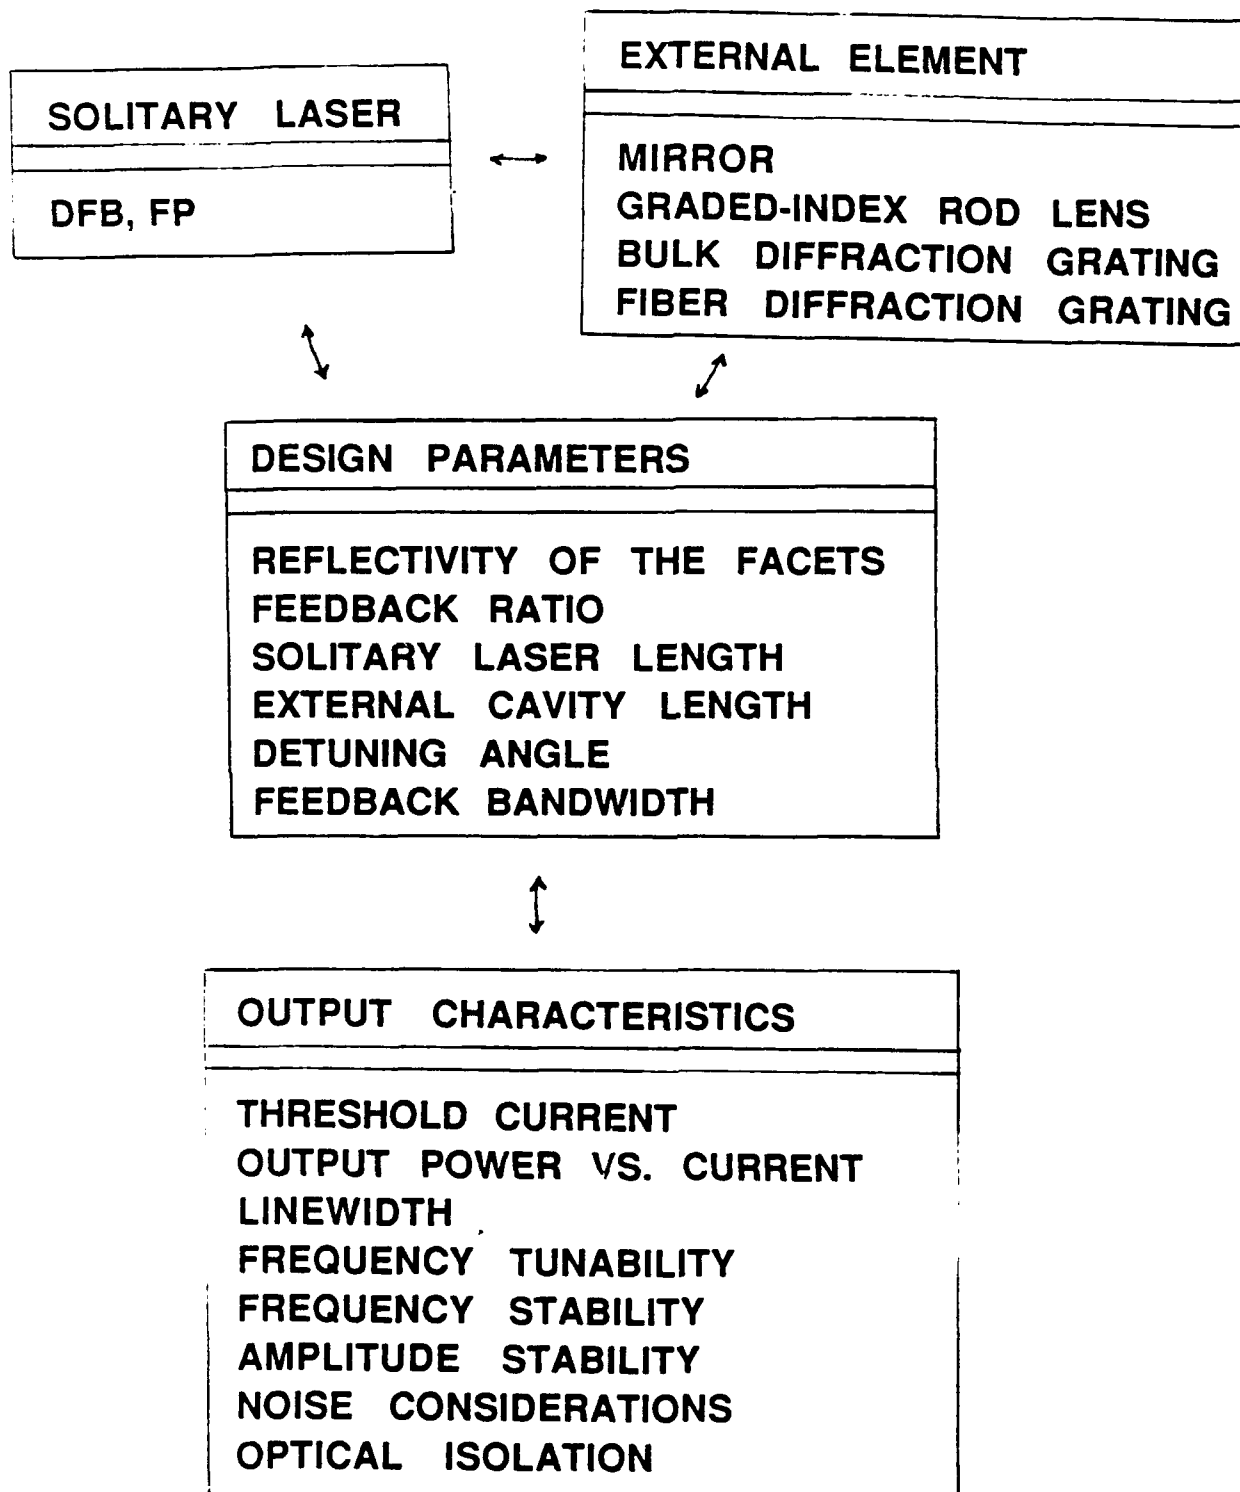 SOLITARY LASER
DFB, FP
EXTERNAL ELEMENT
MIRROR
GRADED-INDEX ROD LENS
BULK DIFFRACTION GRATING
FIBER DIFFRACTION GRATING
DESIGN PARAMETERS
REFLECTIVITY OF THE FACETS
FEEDBACK RATIO
SOLITARY LASER LENGTH
EXTERNAL CAVITY LENGTH
DETUNING ANGLE
FEEDBACK BANDWIDTH
OUTPUT CHARACTERISTICS
THRESHOLD CURRENT
OUTPUT POWER VS. CURRENT
LINEWIDTH
FREQUENCY TUNABILITY
FREQUENCY STABILITY
AMPLITUDE STABILITY
NOISE CONSIDERATIONS
OPTICAL ISOLATION